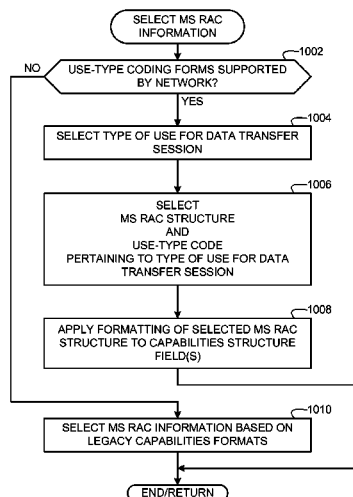 SELECT MS RAC
INFORMATION
1002
NO
USE-TYPE CODING FORMS SUPPORTED
BY NETWORK?
YES
1004
SELECT TYPE OF USE FOR DATA TRANSFER
SESSION
1006
SELECT
MS RAC STRUCTURE
AND
USE-TYPE CODE
PERTAINING TO TYPE OF USE FOR DATA
TRANSFER SESSION
1008
APPLY FORMATTING OF SELECTED MS RAC
STRUCTURE TO CAPABILITIES STRUCTURE
FIELD(S)
1010
SELECT MS RAC INFORMATION BASED ON
LEGACY CAPABILITIES FORMATS
END/RETURN